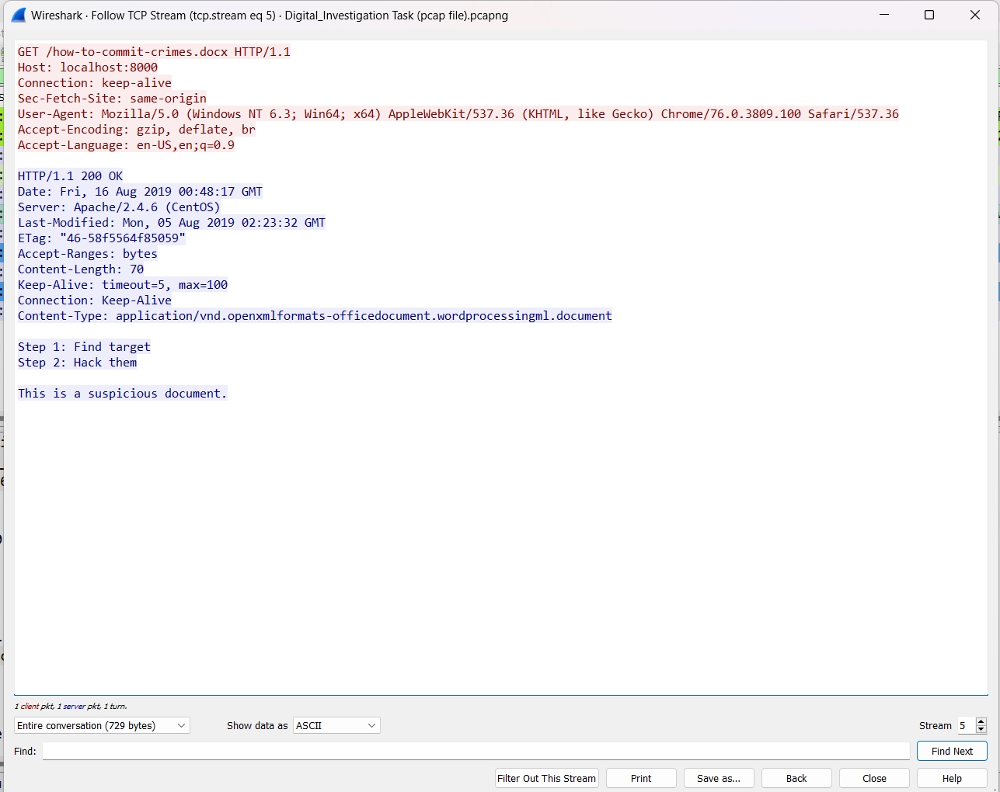 Wireshark · Follow TCP Stream (tcp.stream eq 5) · Digital_Investigation Task (pcap file).pcapng
GET /how-to-commit-crimes.docx HTTP/1.1
Host: localhost:8000
Connection: keep-alive
Sec-Fetch-Site: same-origin
User-Agent: Mozilla/5.0 (Windows NT 6.3; Win64; x64) AppleWebKit/537.36 (KHTML, like Gecko) Chrome/76.0.3809.100 Safari/537.36
Accept-Encoding: gzip, deflate, br
Accept-Language: en-US,en;q=0.9
HTTP/1.1 200 OK
Date: Fri, 16 Aug 2019 00:48:17 GMT
Server: Apache/2.4.6 (CentOS)
Last-Modified: Mon, 05 Aug 2019 02:23:32 GMT
ETag: "46-58f5564f85059"
Accept-Ranges: bytes
Content-Length: 70
Keep-Alive: timeout=5, max=100
Connection: Keep-Alive
Content-Type: application/vnd.openxmlformats-officedocument.wordprocessingml.document
Step 1: Find target
Step 2: Hack them
This is a suspicious document.
1 client pkt, 1 server pkt, 1 turn.
Entire conversation (729 bytes) Show data as ASCII Stream 5
Find: Find Next
Filter Out This Stream Print Save as... Back Close Help